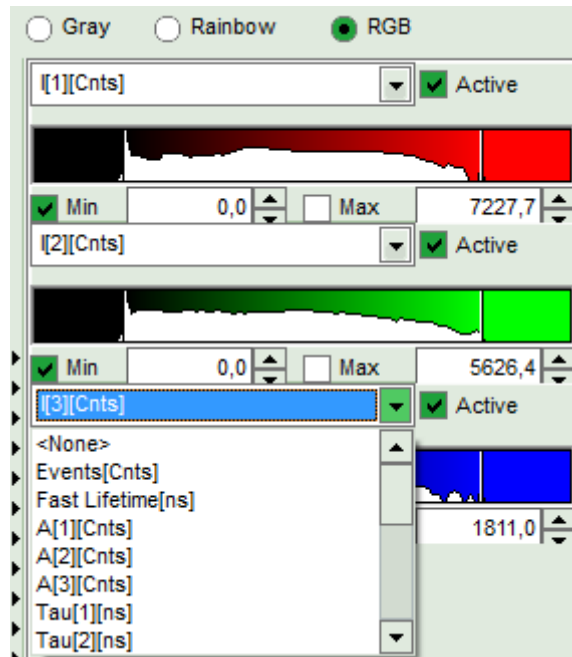 Gray Rainbow RGB
I[1][Cnts] Active
Min 0,0 Max 7227,7
I[2][Cnts] Active
Min 0,0 Max 5626,4
I[3][Cnts] Active
<None>
Events[Cnts]
Fast Lifetime[ns]
A[1][Cnts]
A[2][Cnts] 1811,0
A[3][Cnts]
Tau[1][ns]
Tau[2][ns]